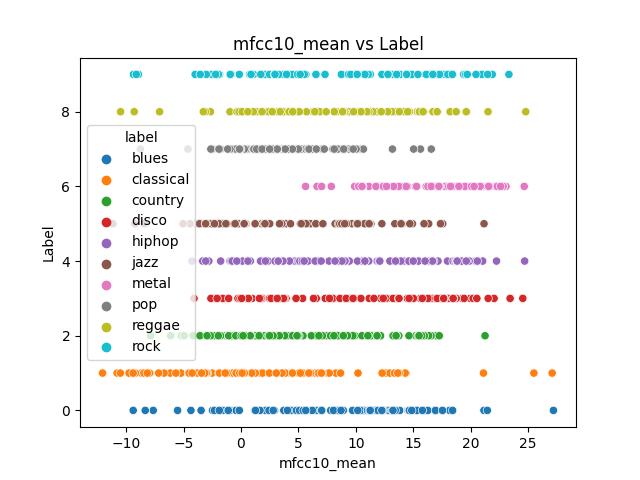 mfcc10_mean vs Label
Label
8
6
4
2
0
label
blues
classical
country
disco
hiphop
jazz
metal
pop
reggae
rock
−10
−5
0
5
10
15
20
25
mfcc10_mean